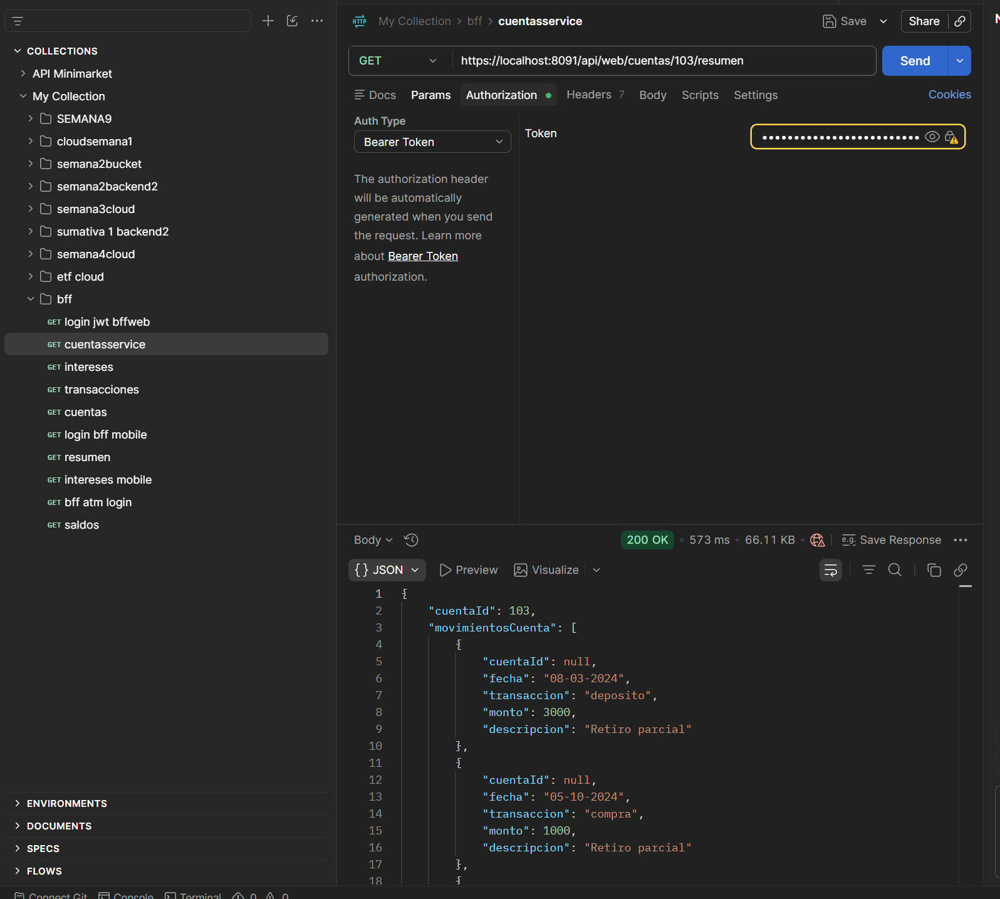 COLLECTIONS
API Minimarket
My Collection
SEMANA9
cloudsemana1
semana2bucket
semana2backend2
semana3cloud
sumativa 1 backend2
semana4cloud
etf cloud
bff
GET login jwt bffweb
GET cuentasservice
GET intereses
GET transacciones
GET cuentas
GET login bff mobile
GET resumen
GET intereses mobile
GET bff atm login
GET saldos
ENVIRONMENTS
DOCUMENTS
SPECS
FLOWS
HTTP My Collection > bff > cuentasservice
Save
Share
GET https://localhost:8091/api/web/cuentas/103/resumen
Send
Docs Params Authorization Headers 7 Body Scripts Settings
Cookies
Auth Type
Bearer Token
The authorization header
will be automatically
generated when you send
the request. Learn more
about Bearer Token
authorization.
Token
Body
200 OK • 573 ms • 66.11 KB •
e.g. Save Response
{} JSON Preview Visualize
1 {
2 "cuentaId": 103,
3 "movimientosCuenta": [
4 {
5 "cuentaId": null,
6 "fecha": "08-03-2024",
7 "transaccion": "deposito",
8 "monto": 3000,
9 "descripcion": "Retiro parcial"
10 },
11 {
12 "cuentaId": null,
13 "fecha": "05-10-2024",
14 "transaccion": "compra",
15 "monto": 1000,
16 "descripcion": "Retiro parcial"
17 },
18 {
Connect Git Console Terminal 0 0